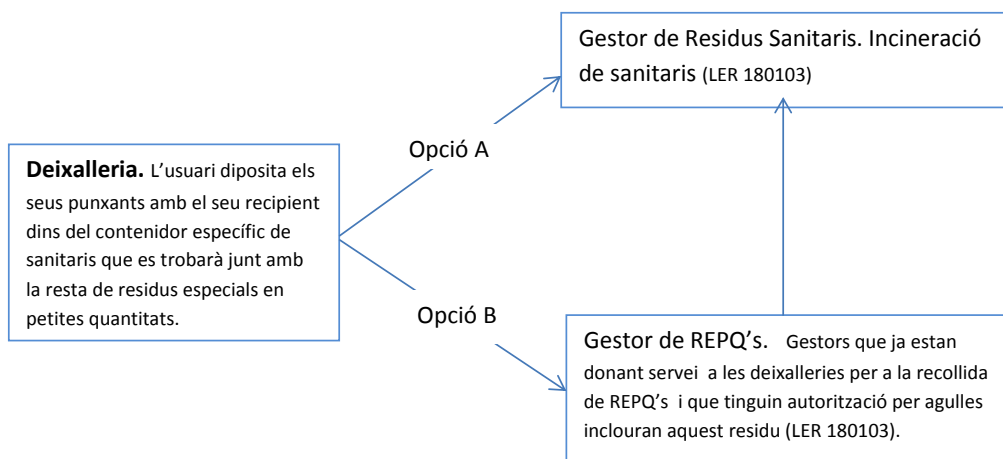 Gestor de Residus Sanitaris. Incineració
de sanitaris (LER 180103)
Opció A
Deixalleria. L'usuari diposita els
seus punxants amb el seu recipient
dins del contenidor específic de
sanitaris que es trobarà junt amb
la resta de residus especials en
petites quantitats.
Opció B
Gestor de REPQ's. Gestors que ja estan
donant servei a les deixalleries per a la recollida
de REPQ's i que tinguin autorització per agulles
inclouran aquest residu (LER 180103).